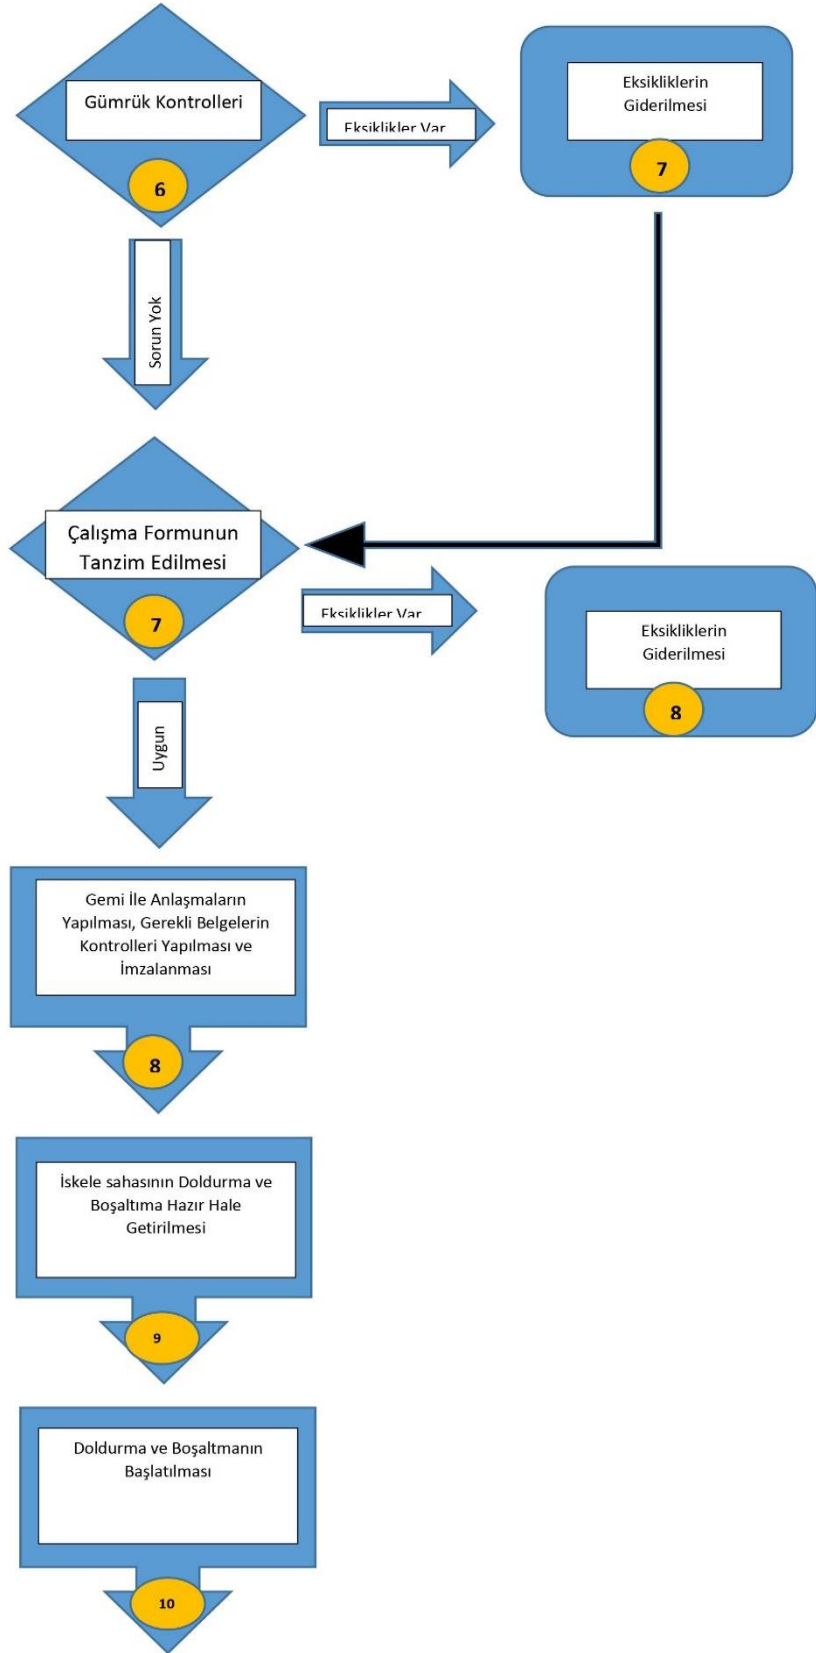 Gümrük Kontrolleri
6
Eksiklikler Var
Eksikliklerin
Giderilmesi
7
Sorun Yok
Çalışma Formunun
Tanzim Edilmesi
7
Eksiklikler Var
Eksikliklerin
Giderilmesi
8
Uygun
Gemi İle Anlaşmaların
Yapılması, Gerekli Belgelerin
Kontrolleri Yapılması ve
İmzalanması
8
İskele sahasının Doldurma ve
Boşaltıma Hazır Hale
Getirilmesi
9
Doldurma ve Boşaltmanın
Başlatılması
10